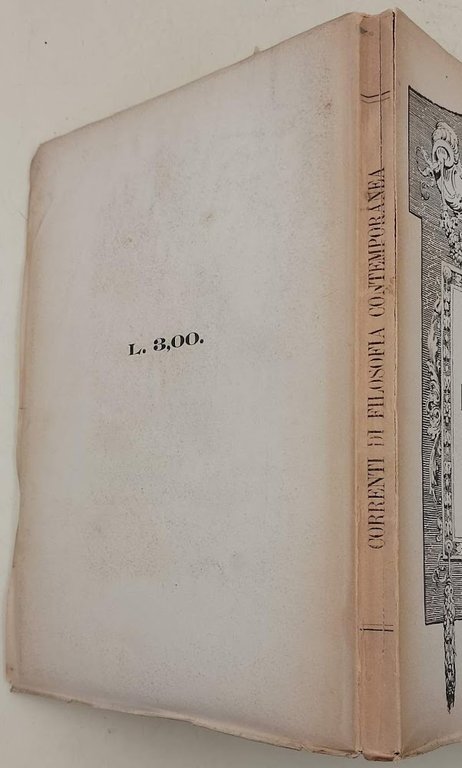 L. 3,00.
CORRENTI DI FILOSOFIA CONTEMPORANEA